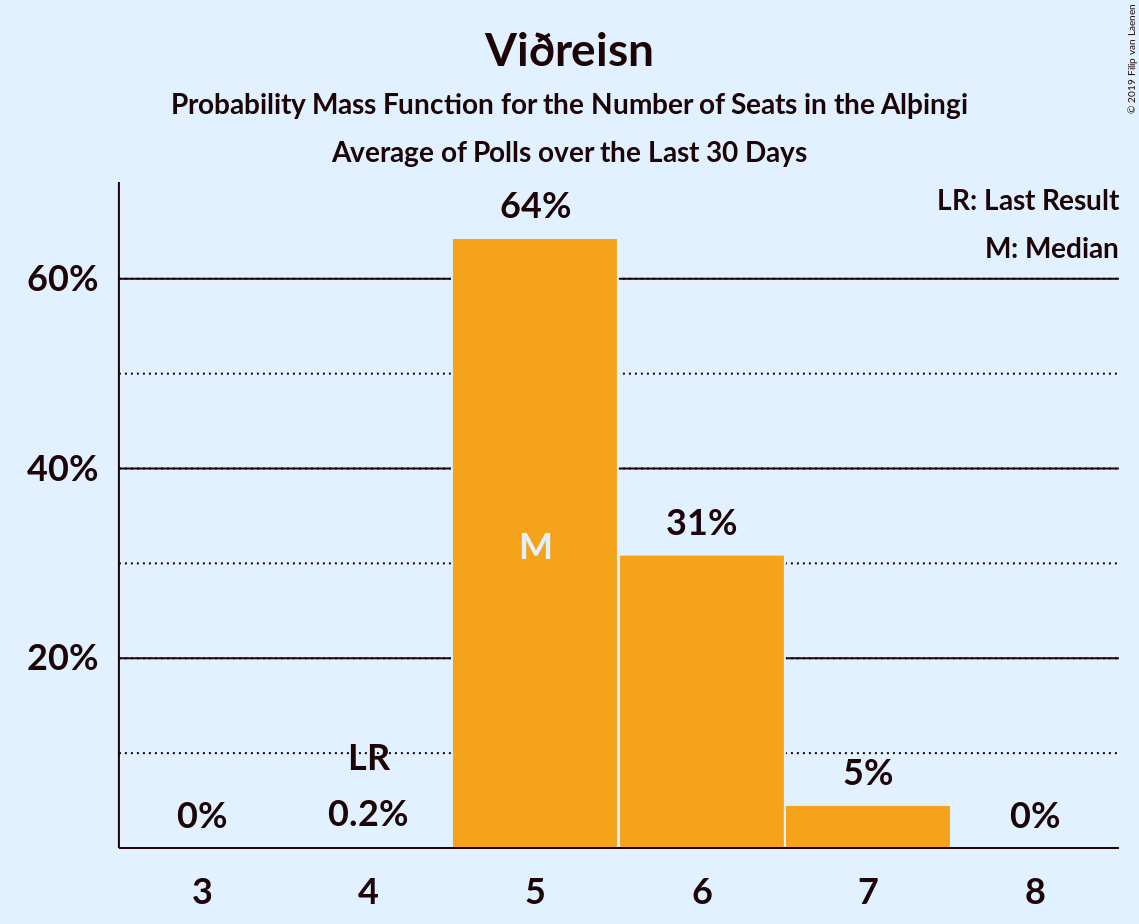 Viðreisn
Probability Mass Function for the Number of Seats in the Alþingi
Average of Polls over the Last 30 Days
© 2019 Filip van Laenen
LR: Last Result
M: Median
60%
40%
20%
0%
LR
0.2%
64%
M
31%
5%
0%
3 4 5 6 7 8